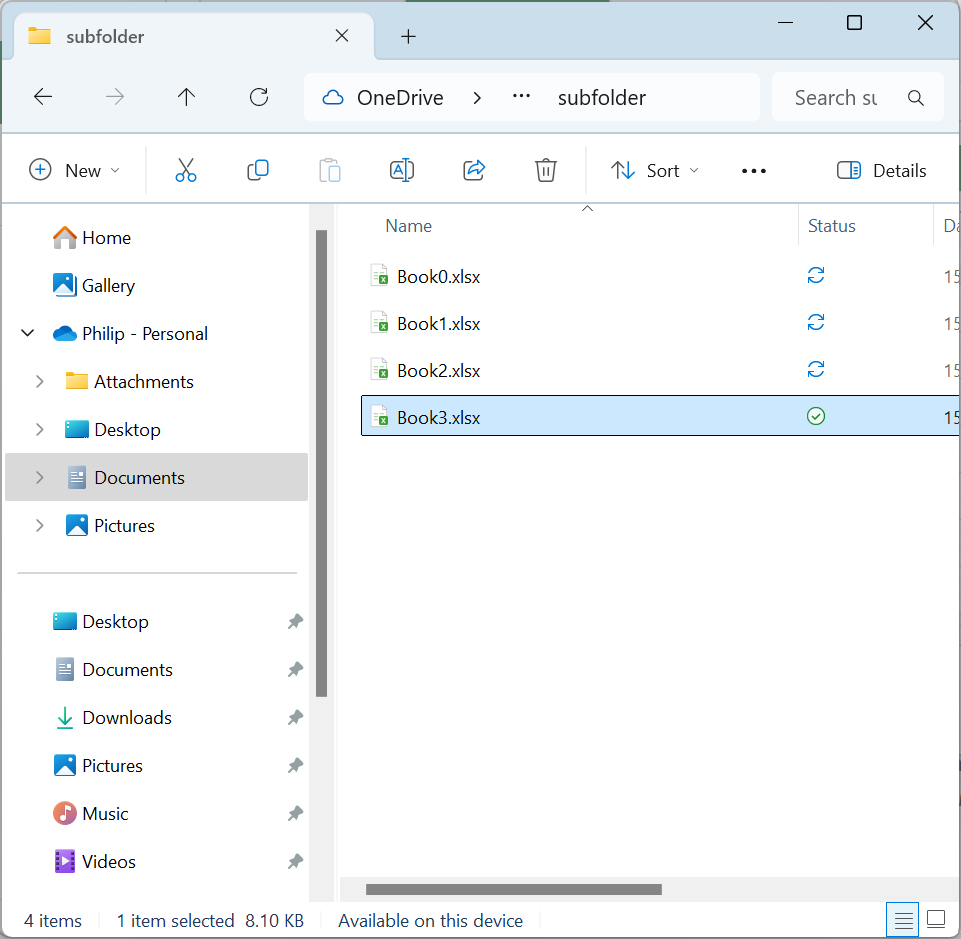 subfolder
OneDrive > ... subfolder
Search su
New
Sort
Details
Home
Gallery
Philip - Personal
Attachments
Desktop
Documents
Pictures
Desktop
Documents
Downloads
Pictures
Music
Videos
Name Status Da
Book0.xlsx 15
Book1.xlsx 15
Book2.xlsx 15
Book3.xlsx 15
4 items 1 item selected 8.10 KB Available on this device